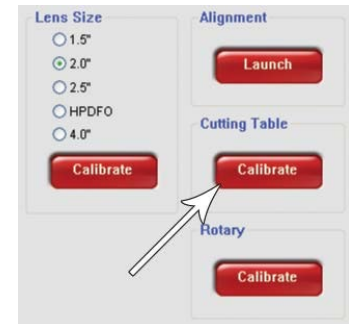 Lens Size
1.5"
2.0"
2.5"
HPDFO
4.0"
Calibrate
Alignment
Launch
Cutting Table
Calibrate
Rotary
Calibrate